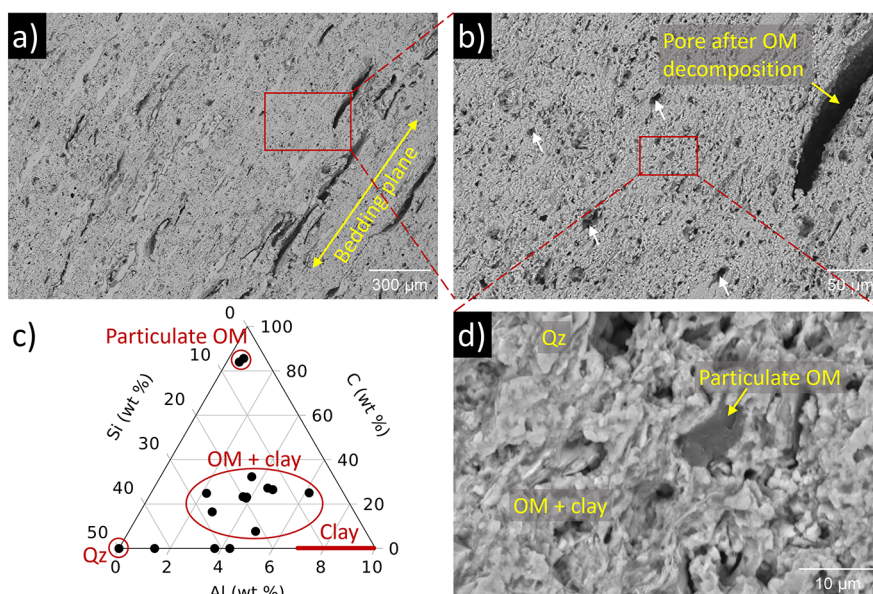 a)
Bedding plane
300 µm
b)
Pore after OM
decomposition
50 µm
c)
Particulate OM
Si (wt %)
C (wt %)
0
10
20
30
40
50
100
80
60
40
20
0
OM + clay
Clay
Qz
0
2
4
6
8
10
Al (wt %)
d)
Qz
Particulate OM
OM + clay
10 µm